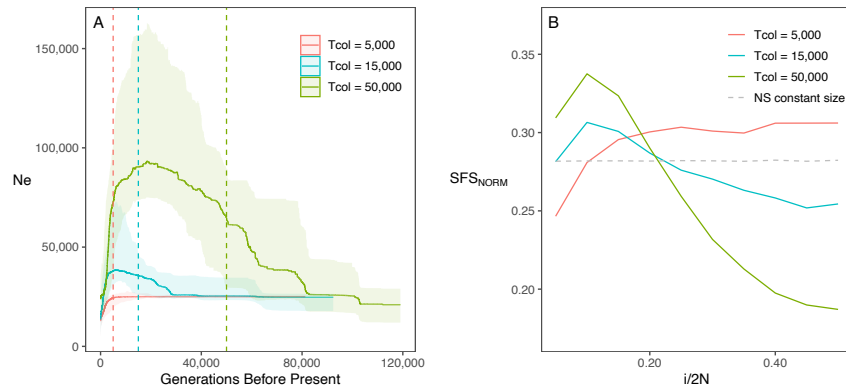 A
Ne
150,000
100,000
50,000
0
Tcol = 5,000
Tcol = 15,000
Tcol = 50,000
0
40,000
80,000
120,000
Generations Before Present
B
SFSNORM
0.35
0.30
0.25
0.20
Tcol = 5,000
Tcol = 15,000
Tcol = 50,000
NS constant size
0.20
0.40
i/2N